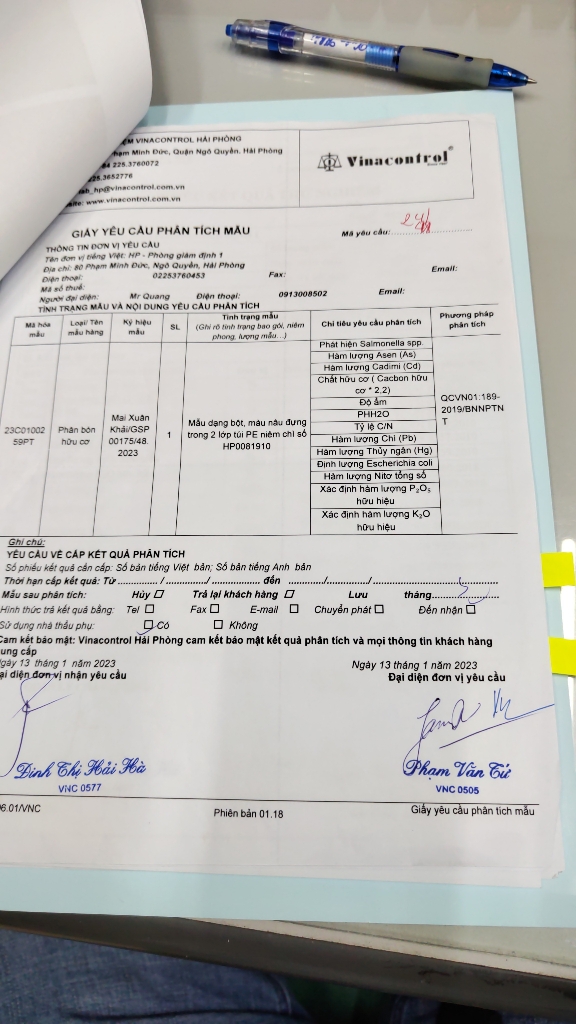 VINACONTROL HẢI PHÒNG
Phạm Minh Đức, Quận Ngô Quyền, Hải Phòng
225.3760072
225.3652776
_hp@vinacontrol.com.vn
www.vinacontrol.com.vn
Vinacontrol®
GIẤY YÊU CẦU PHÂN TÍCH MẪU
Mã yêu cầu:
THÔNG TIN ĐƠN VỊ YÊU CẦU
Tên đơn vị tiếng Việt: HP - Phòng giám định 1
Địa chỉ: 80 Phạm Minh Đức, Ngô Quyền, Hải Phòng
Điện thoại: 02253760453 Fax: Email:
Mã số thuế:
Người đại diện: Mr Quang Điện thoại: 0913008502 Email:
TÌNH TRẠNG MẪU VÀ NỘI DUNG YÊU CẦU PHÂN TÍCH
Mã hóa mẫu
Loại/ Tên mẫu hàng
Ký hiệu mẫu
SL
Tình trạng mẫu
(Ghi rõ tình trạng bao gói, niêm phong, lượng mẫu…)
Chỉ tiêu yêu cầu phân tích
Phương pháp phân tích
23C01002
59PT
Phân bón
hữu cơ
Mai Xuân
Khải/GSP
00175/48.
2023
1
Mẫu dạng bột, màu nâu đựng
trong 2 lớp túi PE niêm chì số
HP0081910
Phát hiện Salmonella spp.
Hàm lượng Asen (As)
Hàm lượng Cadimi (Cd)
Chất hữu cơ ( Cacbon hữu
cơ * 2,2)
Độ ẩm
PHH2O
Tỷ lệ C/N
Hàm lượng Chì (Pb)
Hàm lượng Thủy ngân (Hg)
Định lượng Escherichia coli
Hàm lượng Nitơ tổng số
Xác định hàm lượng P₂O₅
hữu hiệu
Xác định hàm lượng K₂O
hữu hiệu
QCVN01:189-
2019/BNNPTN
T
Ghi chú:
YÊU CẦU VỀ CẤP KẾT QUẢ PHÂN TÍCH
Số phiếu kết quả cần cấp: Số bản tiếng Việt bản; Số bản tiếng Anh bản
Thời hạn cấp kết quả: Từ ............/............/............... đến ............/............/...............
Mẫu sau phân tích: Hủy Trả lại khách hàng Lưu tháng
Hình thức trả kết quả bằng: Tel Fax E-mail Chuyển phát Đến nhận
Sử dụng nhà thầu phụ: Có Không
Cam kết bảo mật: Vinacontrol Hải Phòng cam kết bảo mật kết quả phân tích và mọi thông tin khách hàng
ung cấp
gày 13 tháng 1 năm 2023 Ngày 13 tháng 1 năm 2023
ại diện đơn vị nhận yêu cầu Đại diện đơn vị yêu cầu
Đinh Thị Hải Hà Phạm Văn Tứ
VNC 0577 VNC 0505
06.01/VNC Phiên bản 01.18 Giấy yêu cầu phân tích mẫu